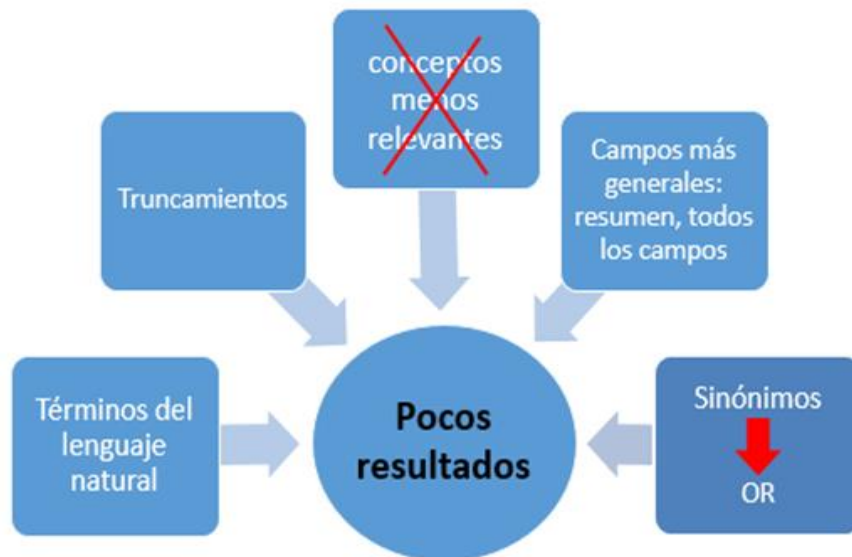 conceptos
menos
relevantes
Truncamientos
Campos más
generales:
resumen, todos
los campos
Términos del
lenguaje
natural
Pocos
resultados
Sinónimos
OR